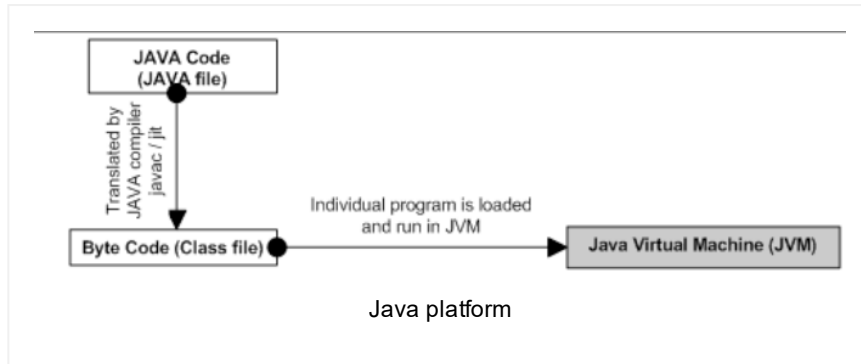 JAVA Code
(JAVA file)
Translated by
JAVA compiler
javac / jit
Individual program is loaded
and run in JVM
Byte Code (Class file)
Java Virtual Machine (JVM)
Java platform